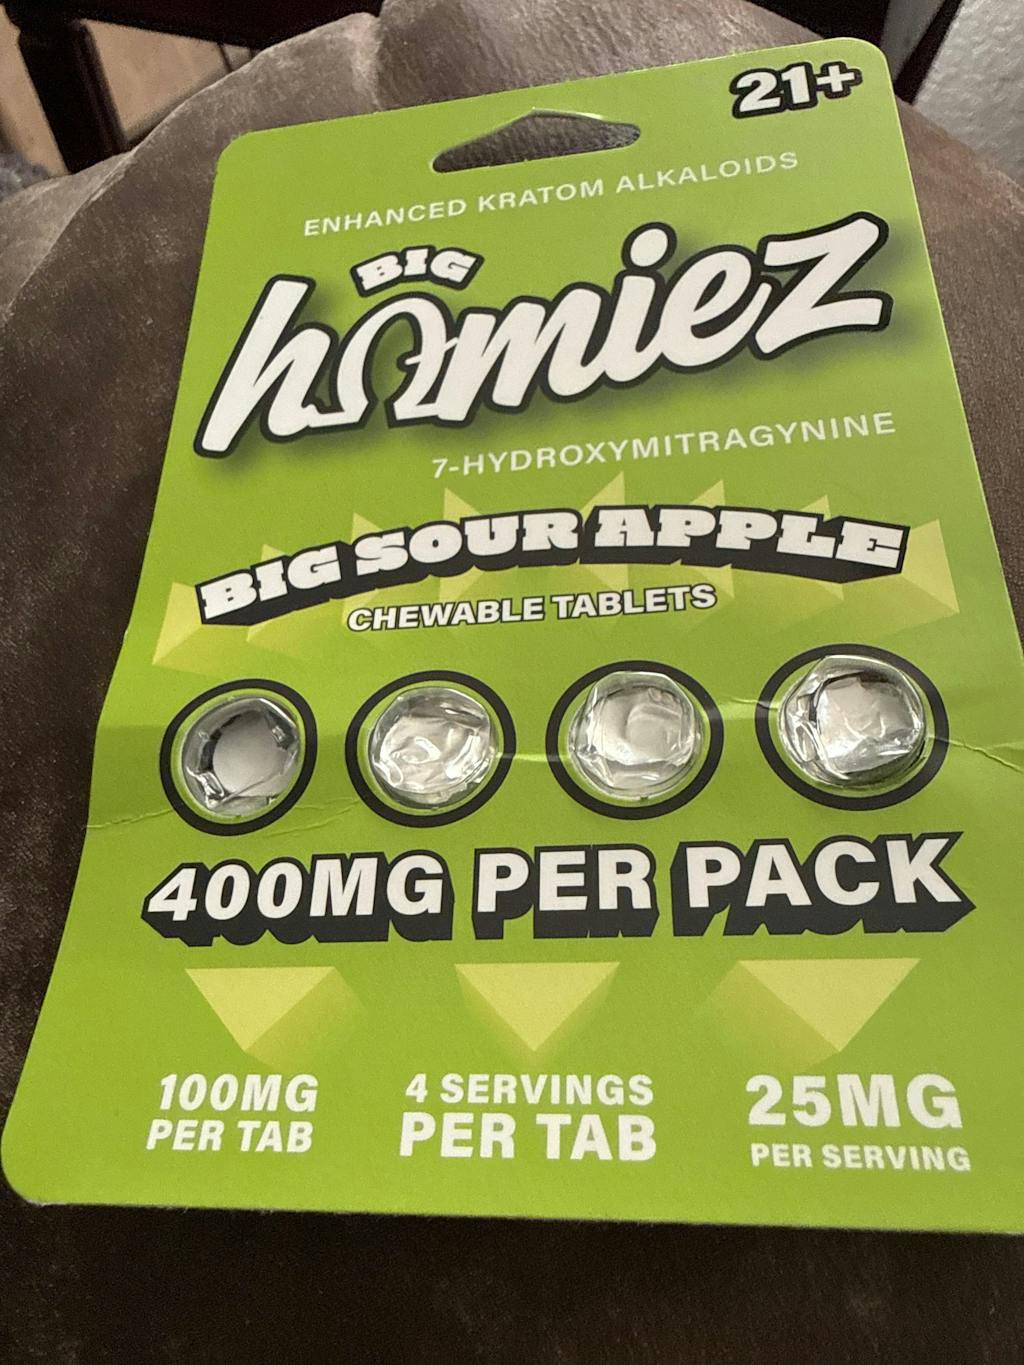 21+
ENHANCED KRATOM ALKALOIDS
BIG
homiez
7-HYDROXYMITRAGYNINE
BIG SOUR APPLE
CHEWABLE TABLETS
400MG PER PACK
100MG
PER TAB
4 SERVINGS
PER TAB
25MG
PER SERVING